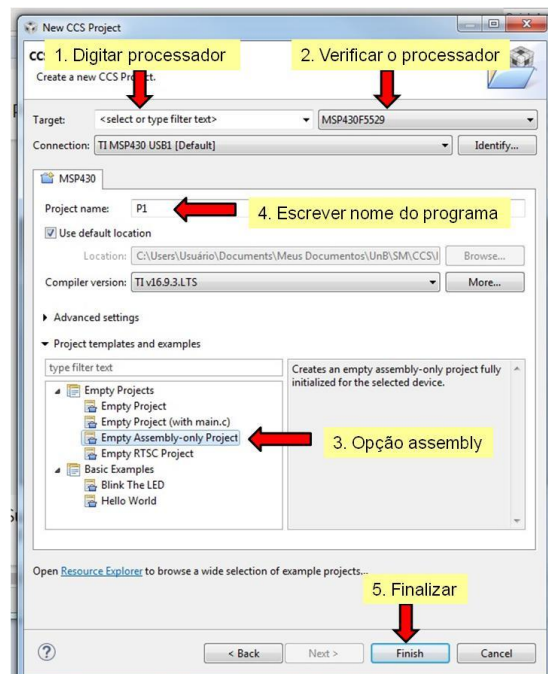 New CCS Project
CC
1. Digitar processador
2. Verificar o processador
Create a new CCS Project.
Target:
<select or type filter text>
MSP430F5529
Connection:
TI MSP430 USB1 [Default]
Identify...
MSP430
Project name:
P1
4. Escrever nome do programa
Use default location
Location:
C:\Users\Usuário\Documents\Meus Documentos\UnB\SM\CCS\
Browse...
Compiler version:
TI v16.9.3.LTS
More...
Advanced settings
Project templates and examples
type filter text
Creates an empty assembly-only project fully
initialized for the selected device.
Empty Projects
Empty Project
Empty Project (with main.c)
Empty Assembly-only Project
3. Opção assembly
Empty RTSC Project
Basic Examples
Blink The LED
Hello World
Open Resource Explorer to browse a wide selection of example projects...
5. Finalizar
?
< Back
Next >
Finish
Cancel